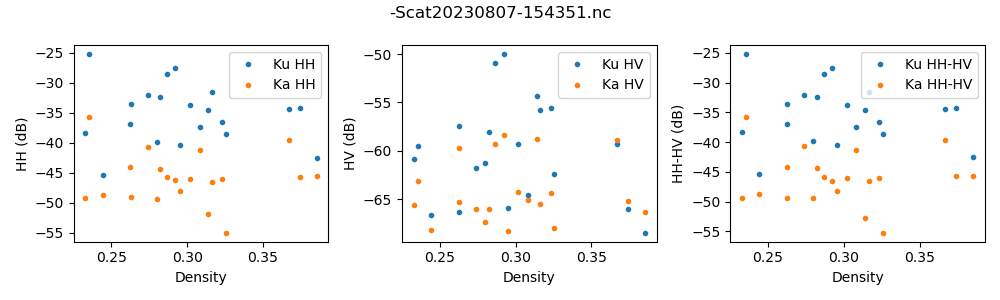 -Scat20230807-154351.nc
HH (dB)
−25
−30
−35
−40
−45
−50
−55
0.25
0.30
0.35
Density
Ku HH
Ka HH
HV (dB)
−50
−55
−60
−65
0.25
0.30
0.35
Density
Ku HV
Ka HV
HH-HV (dB)
−25
−30
−35
−40
−45
−50
−55
0.25
0.30
0.35
Density
Ku HH-HV
Ka HH-HV